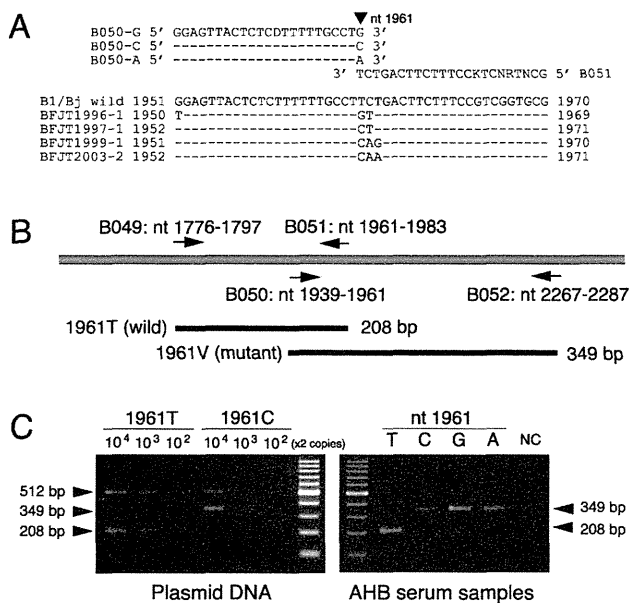 A
▼ nt 1961
B050-G 5' GGAGTTACTCTCDTTTTTGCCTG 3'
B050-C 5' ----------------------C 3'
B050-A 5' ----------------------A 3'
3' TCTGACTTCTTTCCKTCNRTNCG 5' B051
B1/Bj wild 1951 GGAGTTACTCTCTTTTTTGCCTTCTGACTTCTTTCCGTCGGTGCG 1970
BFJT1996-1 1950 T---------------------GT--------------------- 1969
BFJT1997-1 1952 ----------------------CT--------------------- 1971
BFJT1999-1 1951 ----------------------CAG-------------------- 1970
BFJT2003-2 1952 ----------------------CAA-------------------- 1971
B
B049: nt 1776-1797 B051: nt 1961-1983
B050: nt 1939-1961 B052: nt 2267-2287
1961T (wild) 208 bp
1961V (mutant) 349 bp
C
1961T 1961C nt 1961
10⁴ 10³ 10² 10⁴ 10³ 10² (x2 copies) T C G A NC
512 bp
349 bp 349 bp
208 bp 208 bp
Plasmid DNA AHB serum samples